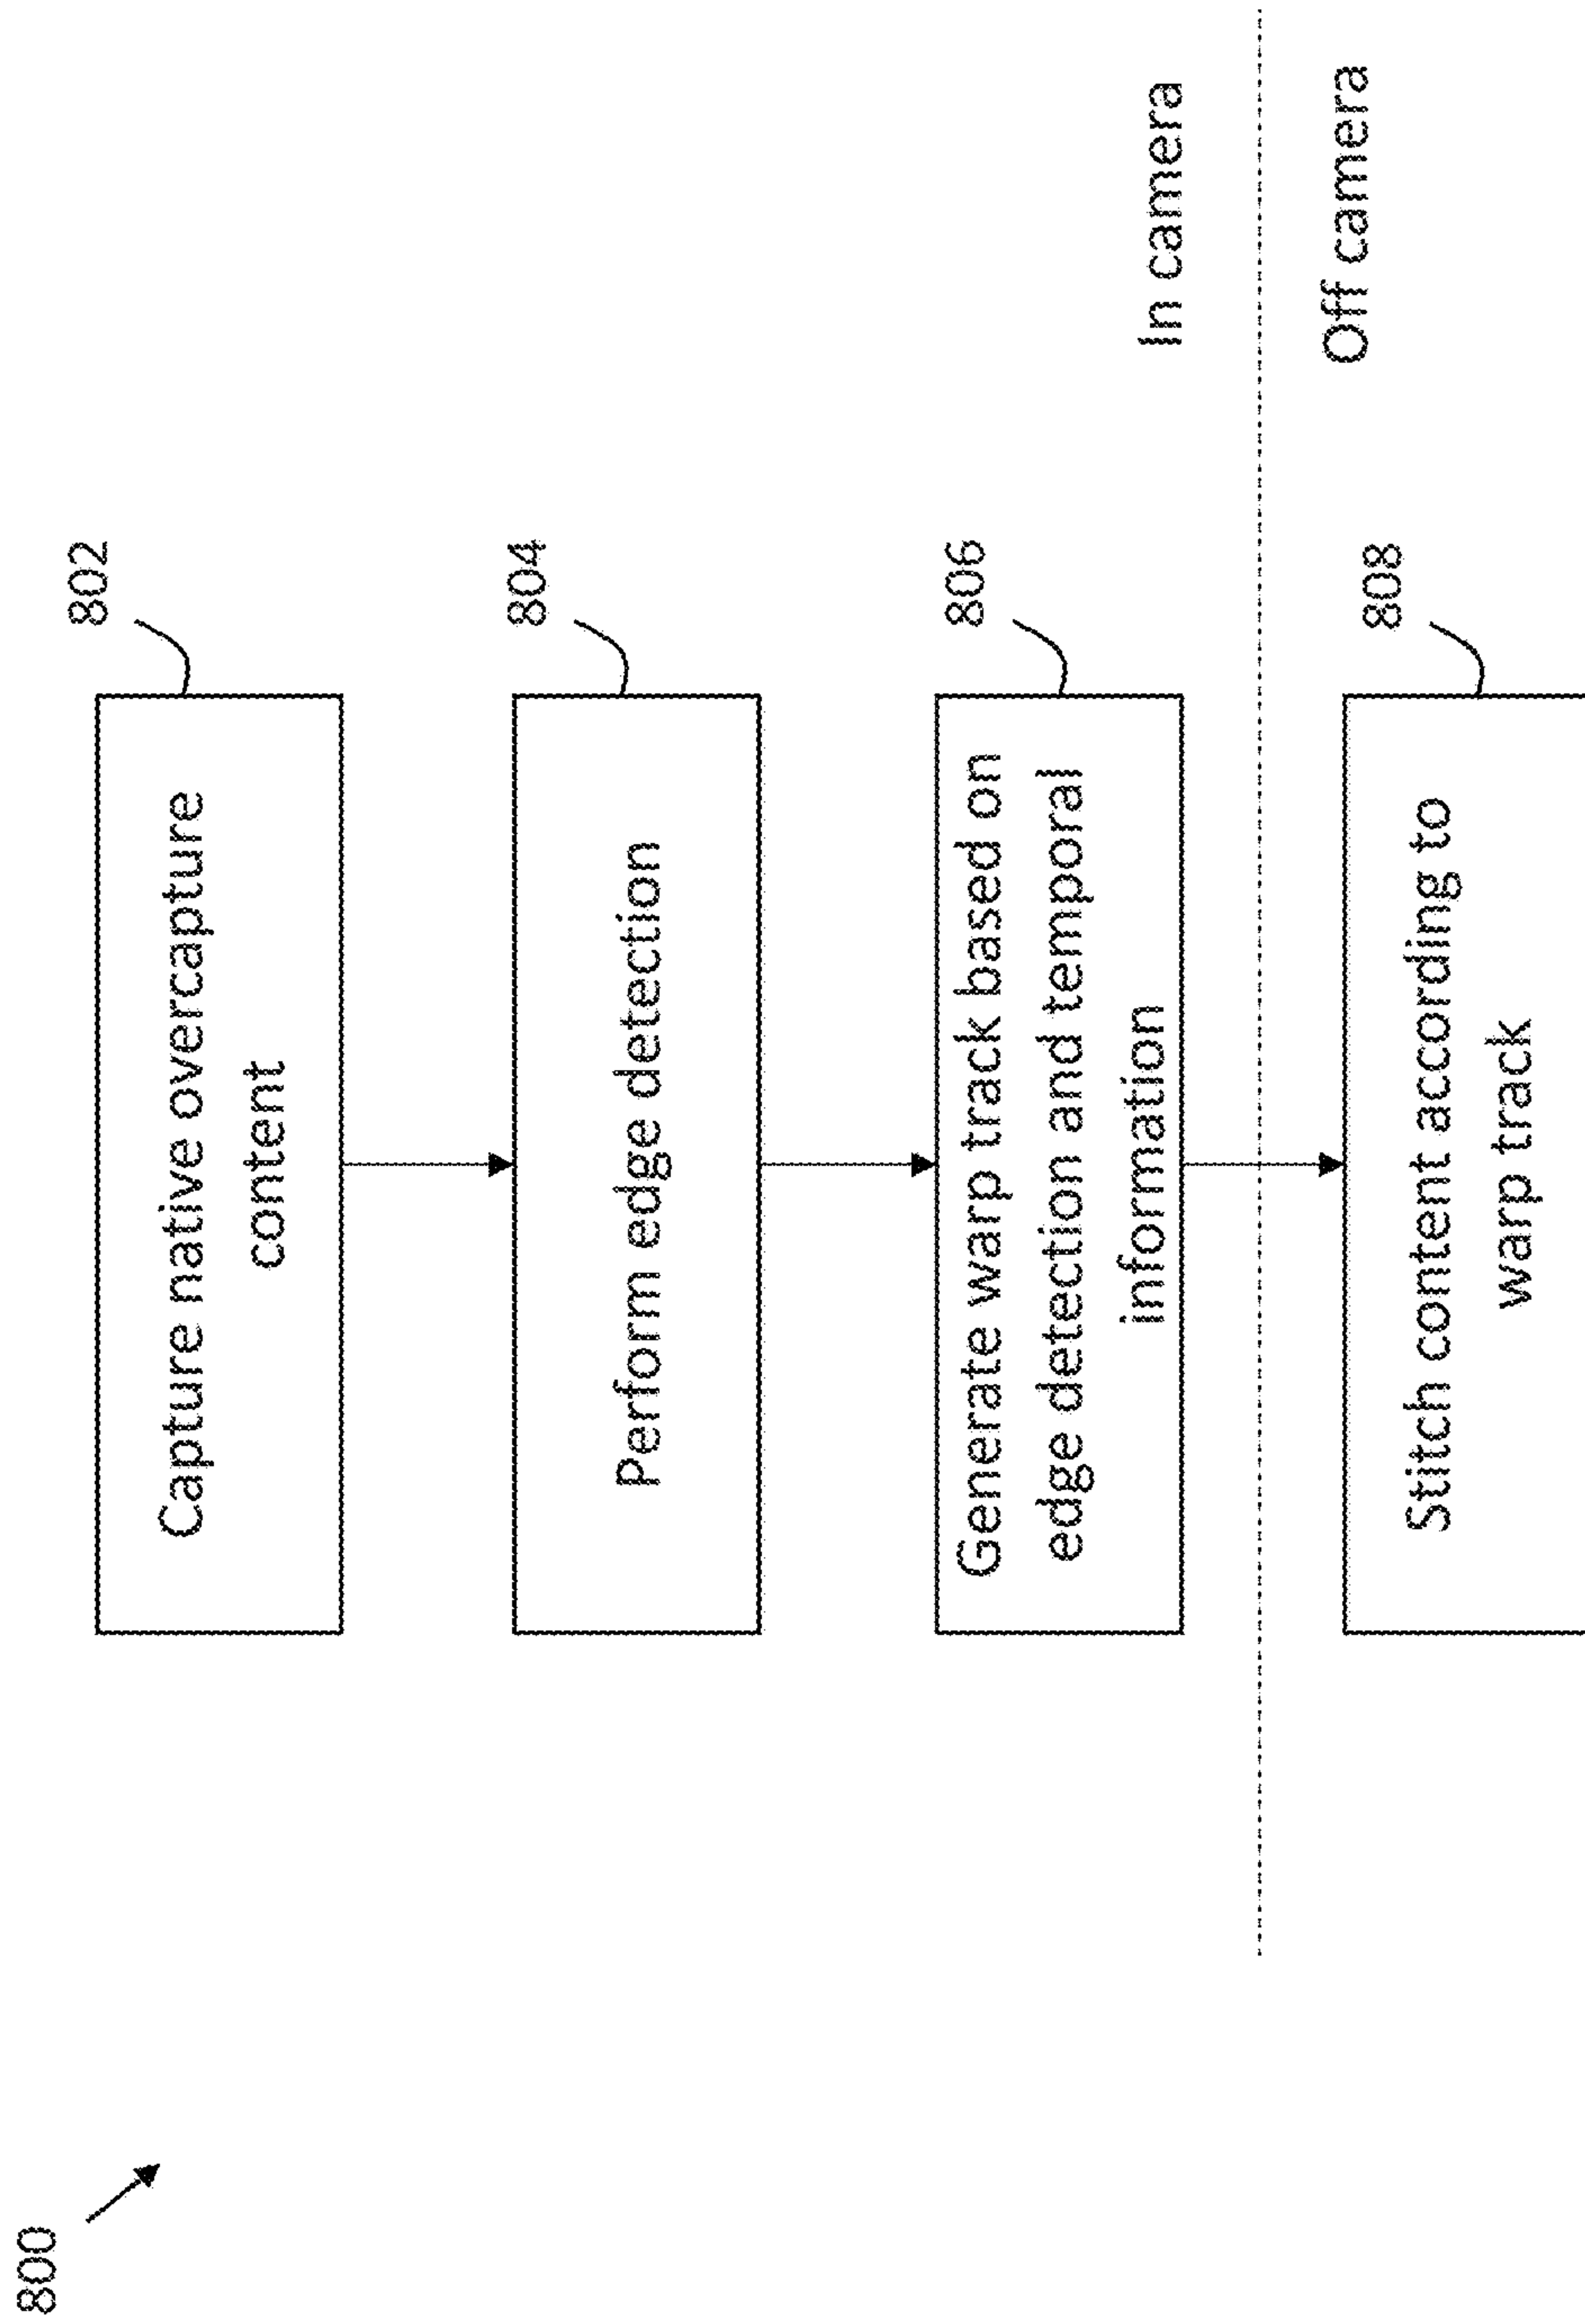 800
802
Capture native overcapture
content
804
Perform edge detection
806
Generate warp track based on
edge detection and temporal
information
In camera
Off camera
808
Stitch content according to
warp track